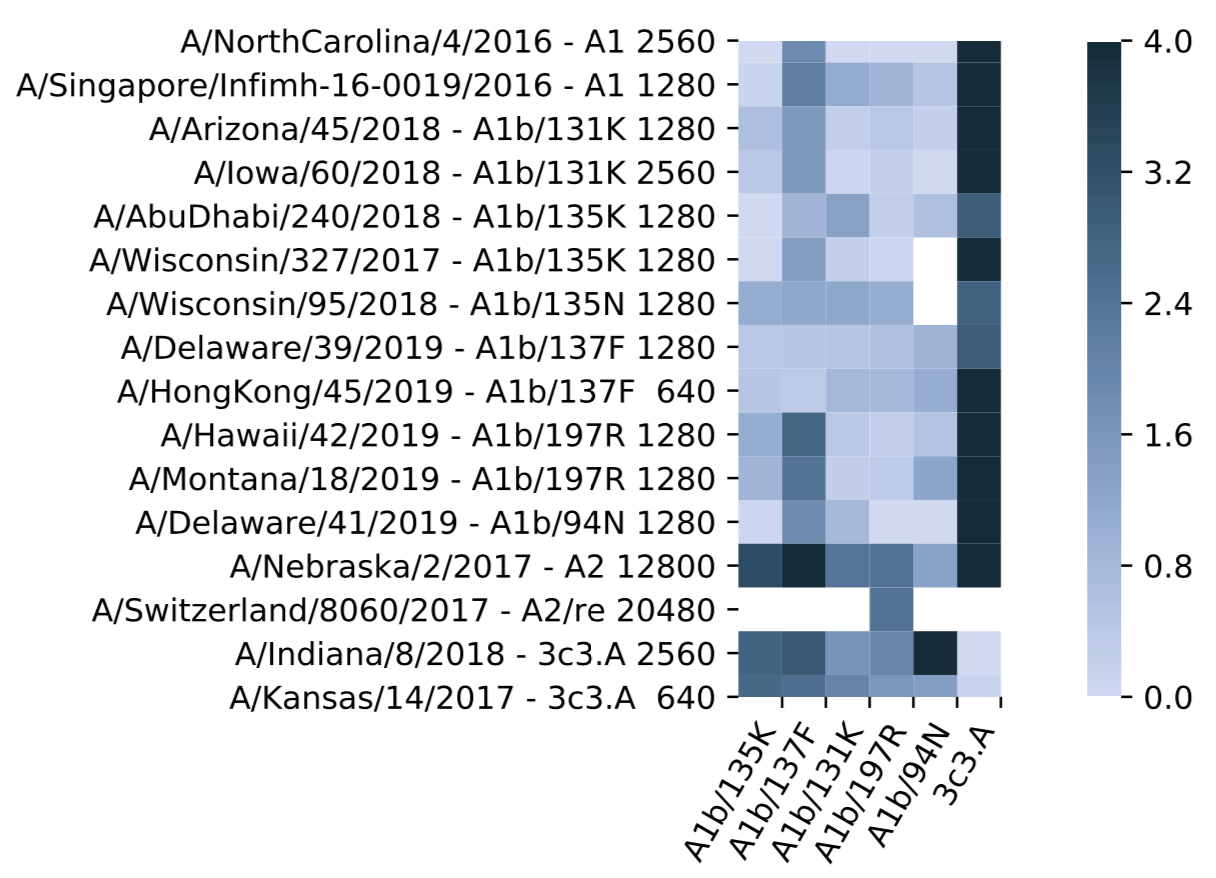 A/NorthCarolina/4/2016 - A1 2560
A/Singapore/Infimh-16-0019/2016 - A1 1280
A/Arizona/45/2018 - A1b/131K 1280
A/Iowa/60/2018 - A1b/131K 2560
A/AbuDhabi/240/2018 - A1b/135K 1280
A/Wisconsin/327/2017 - A1b/135K 1280
A/Wisconsin/95/2018 - A1b/135N 1280
A/Delaware/39/2019 - A1b/137F 1280
A/HongKong/45/2019 - A1b/137F  640
A/Hawaii/42/2019 - A1b/197R 1280
A/Montana/18/2019 - A1b/197R 1280
A/Delaware/41/2019 - A1b/94N 1280
A/Nebraska/2/2017 - A2 12800
A/Switzerland/8060/2017 - A2/re 20480
A/Indiana/8/2018 - 3c3.A 2560
A/Kansas/14/2017 - 3c3.A  640
A1b/135K
A1b/137F
A1b/131K
A1b/197R
A1b/94N
3c3.A
4.0
3.2
2.4
1.6
0.8
0.0